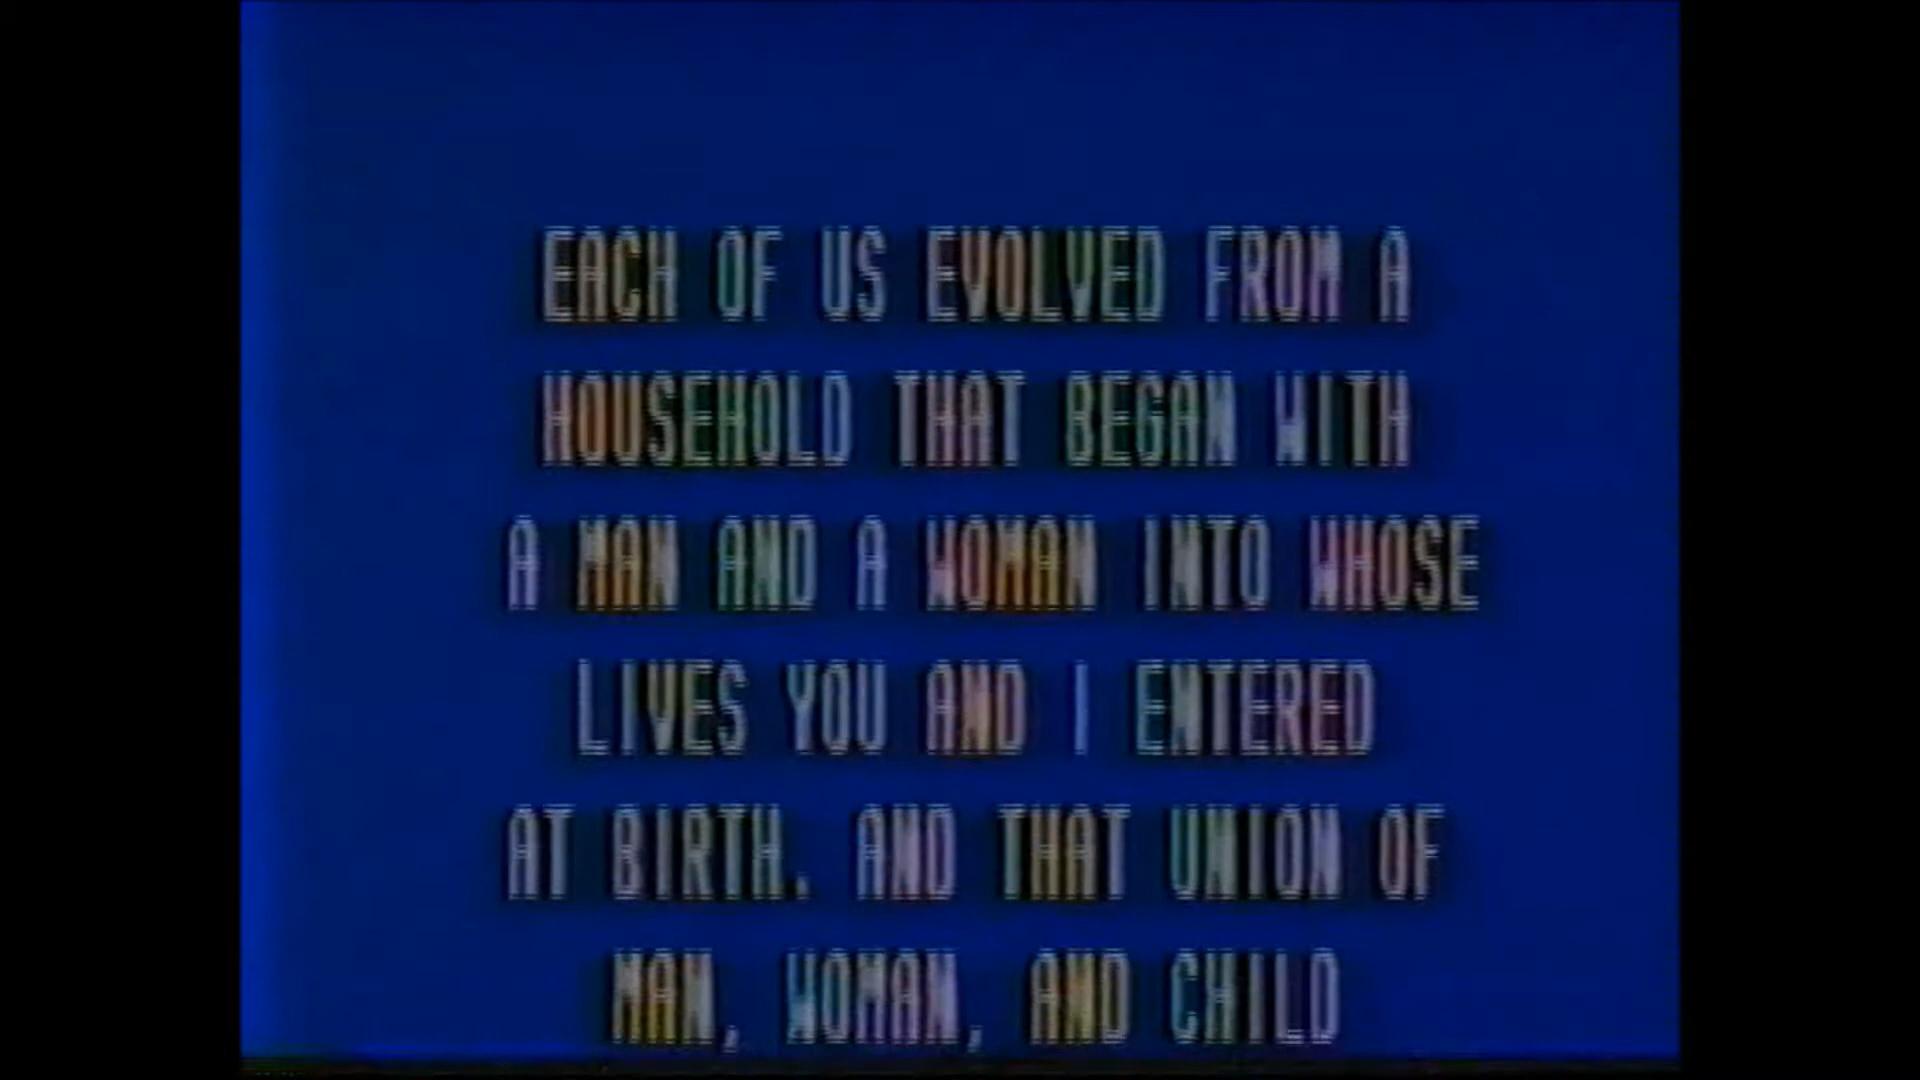 EACH OF US EVOLVED FROM A
HOUSEHOLD THAT BEGAN WITH
A MAN AND A WOMAN INTO WHOSE
LIVES YOU AND I ENTERED
AT BIRTH. AND THAT UNION OF
MAN, WOMAN, AND CHILD